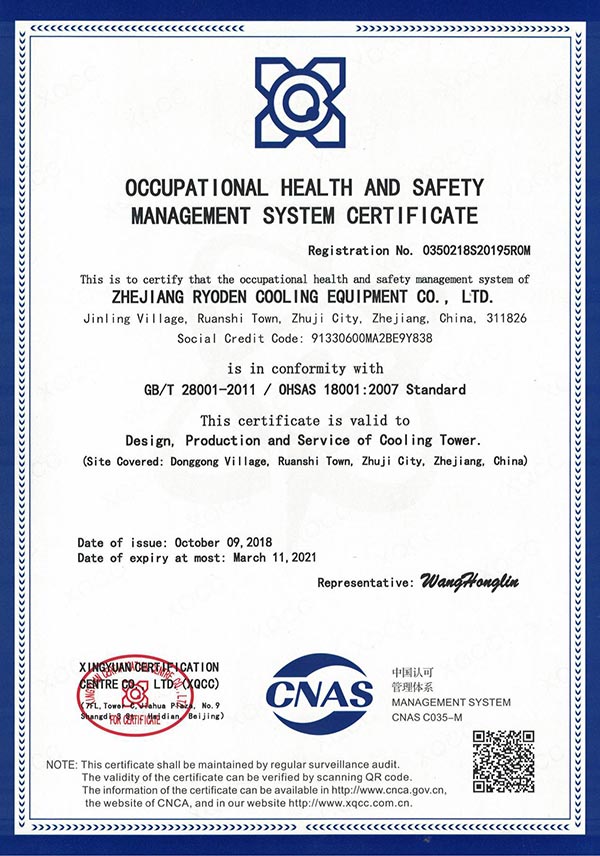 OCCUPATIONAL HEALTH AND SAFETY
MANAGEMENT SYSTEM CERTIFICATE
Registration No. 0350218S20195R0M
This is to certify that the occupational health and safety management system of
ZHEJIANG RYODEN COOLING EQUIPMENT CO., LTD.
Jinling Village, Ruanshi Town, Zhuji City, Zhejiang, China, 311826
Social Credit Code: 91330600MA2BE9Y838
is in conformity with
GB/T 28001-2011 / OHSAS 18001:2007 Standard
This certificate is valid to
Design, Production and Service of Cooling Tower.
(Site Covered: Donggong Village, Ruanshi Town, Zhuji City, Zhejiang, China)
Date of issue: October 09,2018
Date of expiry at most: March 11,2021
Representative: WangHonglin
XINGYUAN CERTIFICATION
CENTRE CO., LTD.(XQCC)
(7FL, Tower C, Jiahua Plaza, No.9
Shangdi 3 St., Haidian, Beijing)
FOR CERTIFICATE
CNAS
中国认可
管理体系
MANAGEMENT SYSTEM
CNAS C035-M
NOTE: This certificate shall be maintained by regular surveillance audit.
The validity of the certificate can be verified by scanning QR code.
The information of the certificate can be available in http://www.cnca.gov.cn,
the website of CNCA, and in our website http://www.xqcc.com.cn.